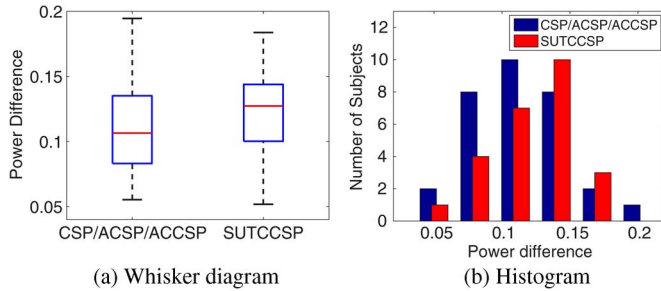 0.2
0.15
0.1
0.05
Power Difference
CSP/ACSP/ACCSP
SUTCCSP
(a) Whisker diagram
12
10
8
6
4
2
0
Number of Subjects
CSP/ACSP/ACCSP
SUTCCSP
0.05 0.1 0.15 0.2
Power difference
(b) Histogram